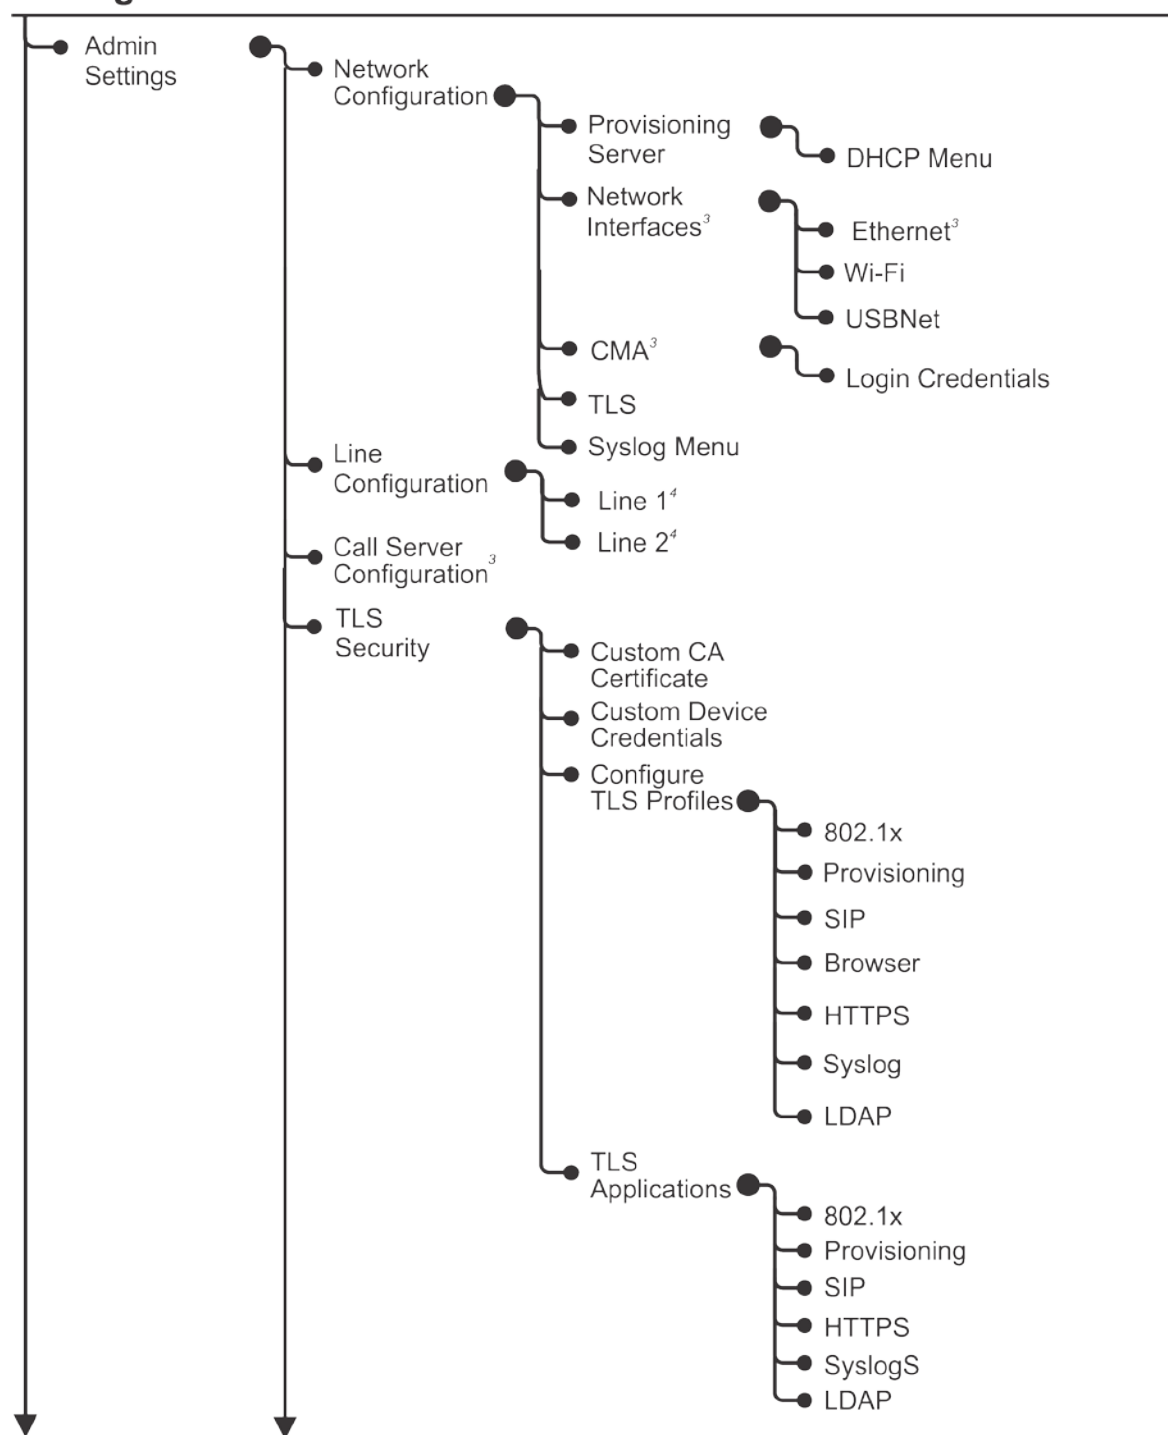 Admin
Settings
Network
Configuration
Provisioning
Server
DHCP Menu
Network
Interfaces³
Ethernet³
Wi-Fi
USBNet
CMA³
Login Credentials
TLS
Syslog Menu
Line
Configuration
Line 1⁴
Line 2⁴
Call Server
Configuration³
TLS
Security
Custom CA
Certificate
Custom Device
Credentials
Configure
TLS Profiles
802.1x
Provisioning
SIP
Browser
HTTPS
Syslog
LDAP
TLS
Applications
802.1x
Provisioning
SIP
HTTPS
SyslogS
LDAP